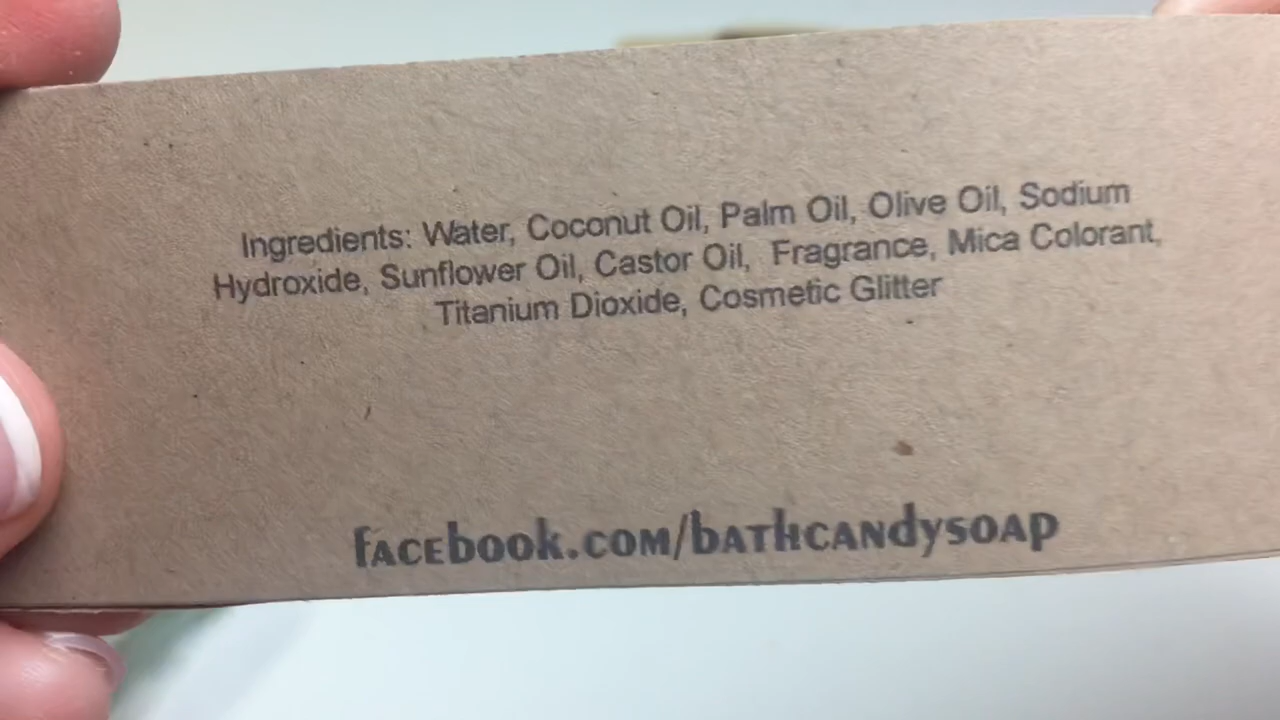 Ingredients: Water, Coconut Oil, Palm Oil, Olive Oil, Sodium
Hydroxide, Sunflower Oil, Castor Oil, Fragrance, Mica Colorant,
Titanium Dioxide, Cosmetic Glitter
facebook.com/bathcandysoap